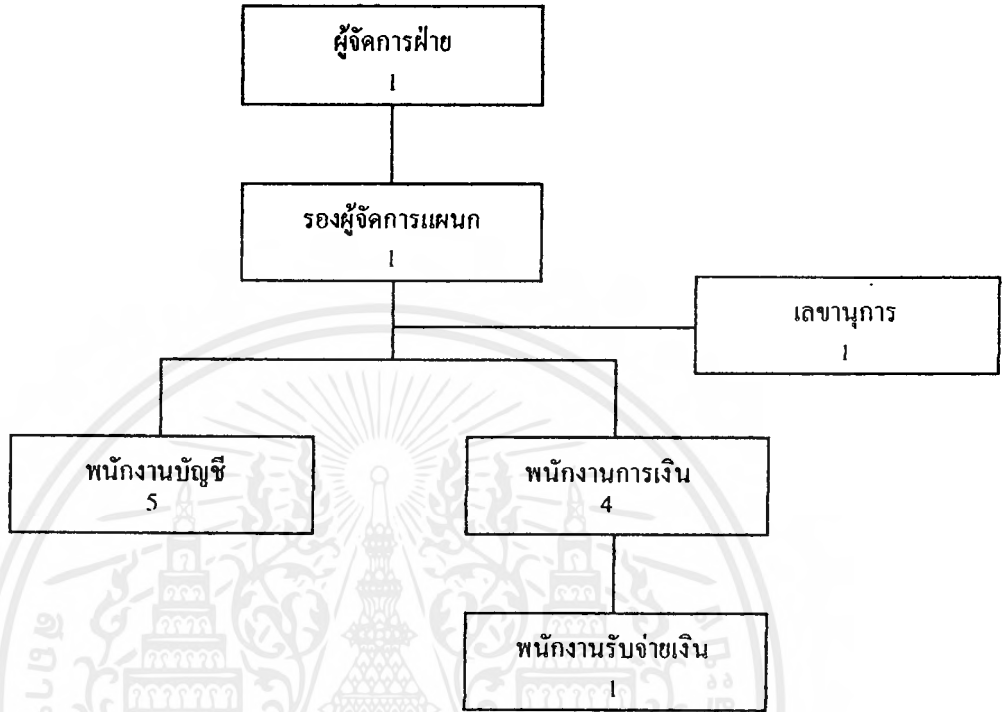 ผู้จัดการฝ่าย
1
รองผู้จัดการแผนก
1
เลขานุการ
1
พนักงานบัญชี
5
พนักงานการเงิน
4
พนักงานรับจ่ายเงิน
1